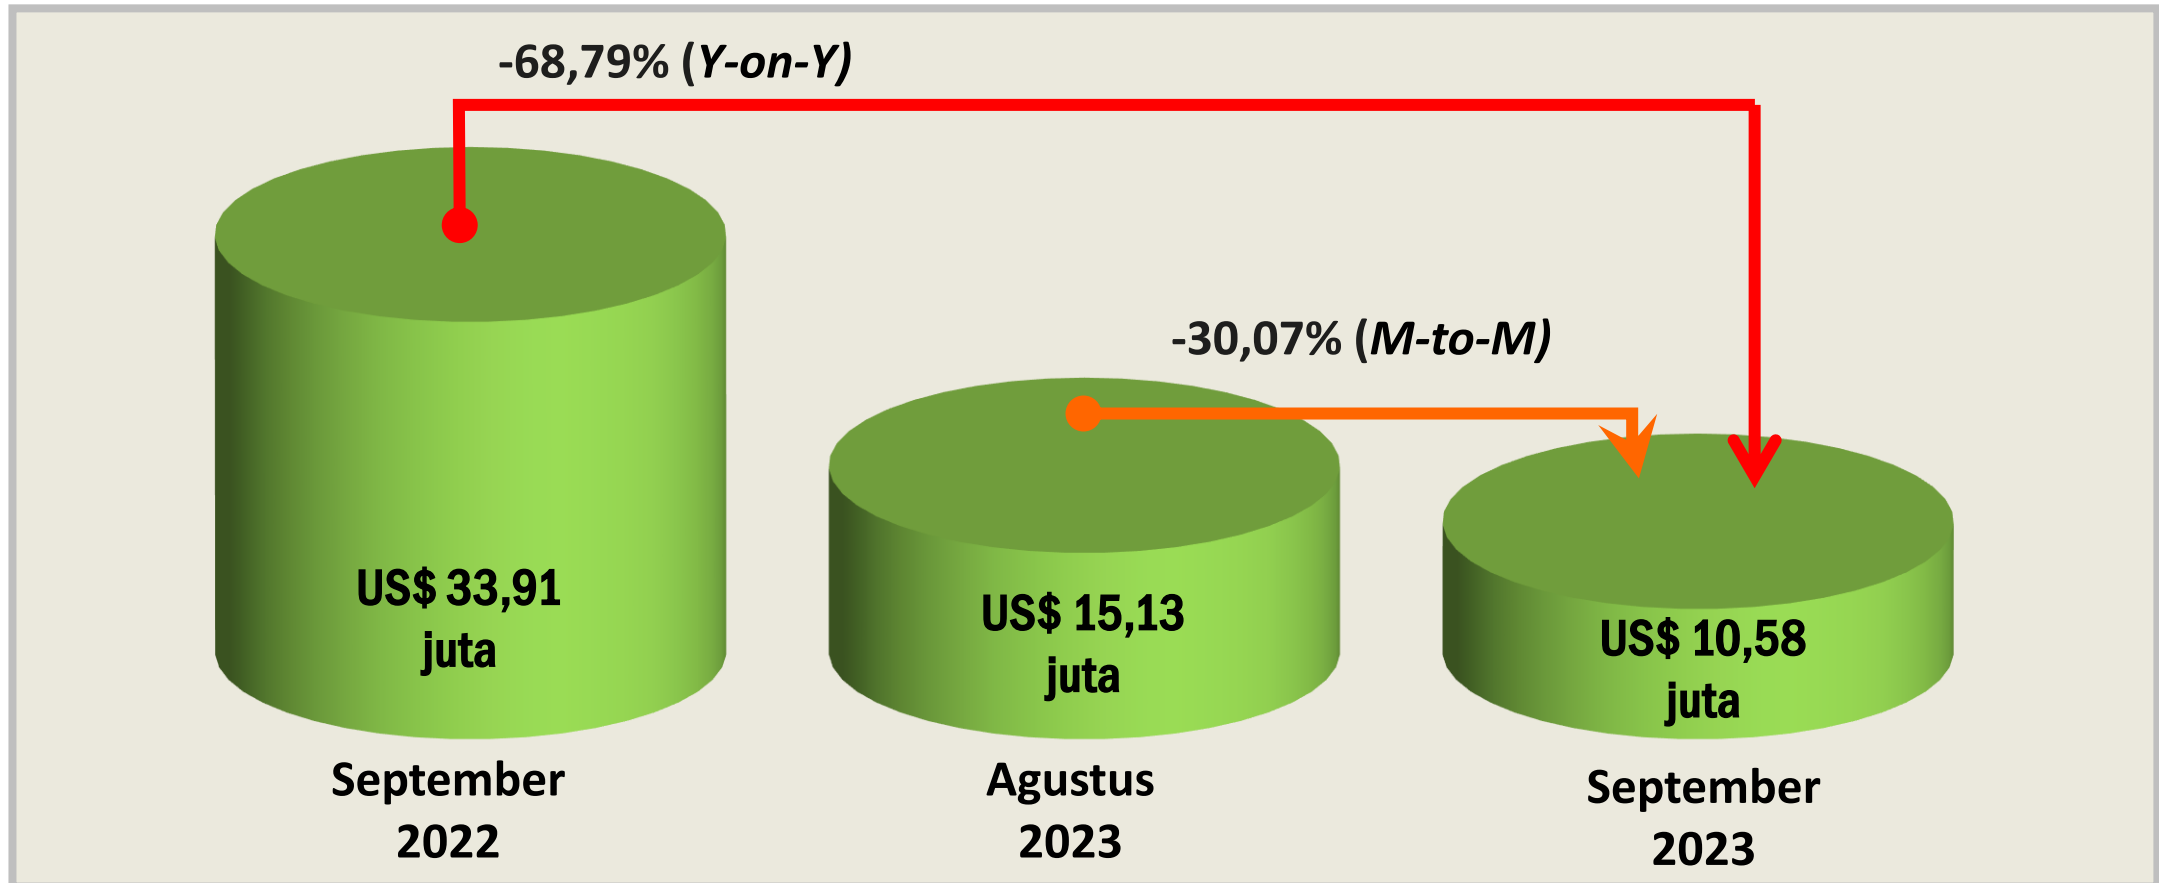 -68,79% (Y-on-Y)
-30,07% (M-to-M)
US$ 33,91
juta
US$ 15,13
juta
US$ 10,58
juta
September
2022
Agustus
2023
September
2023